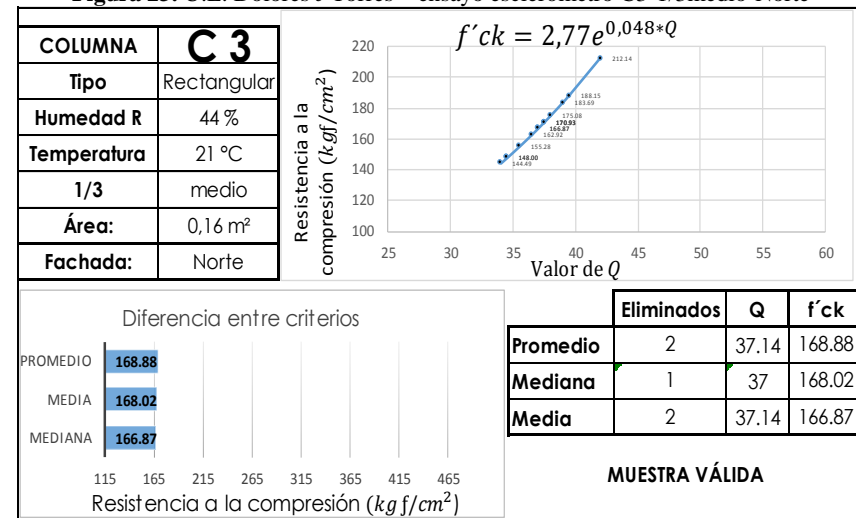 COLUMNA C 3
Tipo Rectangular
Humedad R 44 %
Temperatura 21 °C
1/3 medio
Área: 0,16 m²
Fachada: Norte
f´ck = 2,77e^{0,048*Q}
Resistencia a la
compresión (kgf/cm²)
220
200
180
160
140
120
100
212.14
188.15
183.69
175.08
170.93
166.87
162.92
155.28
148.00
144.49
25 30 35 40 45 50 55 60
Valor de Q
Diferencia entre criterios
PROMEDIO 168.88
MEDIA 168.02
MEDIANA 166.87
115 165 215 265 315 365 415 465
Resistencia a la compresión (kgf/cm²)
Eliminados Q f´ck
Promedio 2 37.14 168.88
Mediana 1 37 168.02
Media 2 37.14 166.87
MUESTRA VÁLIDA